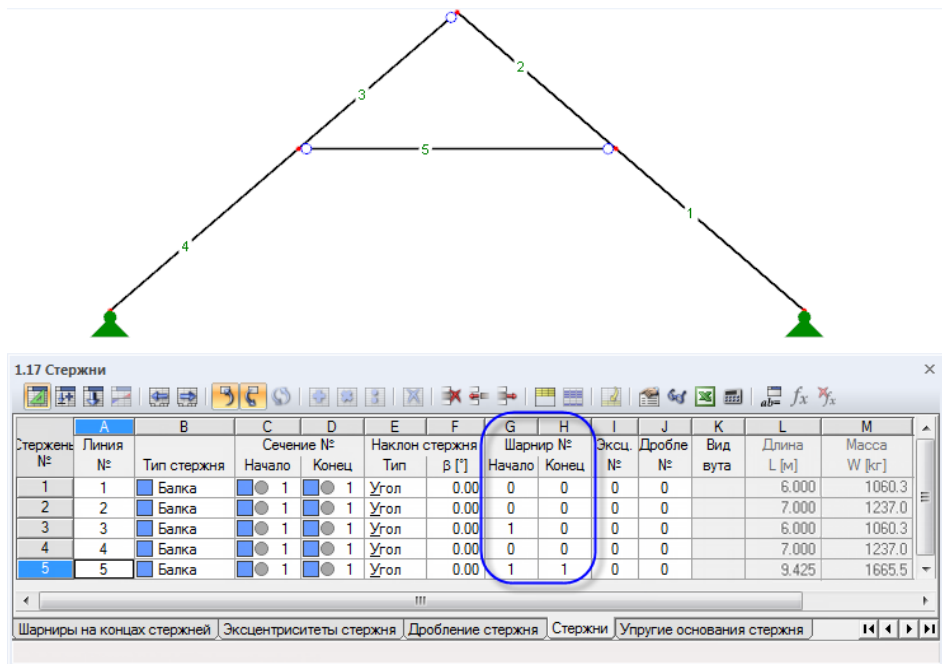 2
3
5
1
4
1.17 Стержни
Стержень Линия Сечение № Наклон стержня Шарнир № Эксц. Дробле Вид Длина Масса
№ № Тип стержня Начало Конец Тип β [°] Начало Конец № № вута L [м] W [кг]
A B C D E F G H I J K L M
1 1 Балка 1 1 Угол 0.00 0 0 0 0 6.000 1060.3
2 2 Балка 1 1 Угол 0.00 0 0 0 0 7.000 1237.0
3 3 Балка 1 1 Угол 0.00 1 0 0 0 6.000 1060.3
4 4 Балка 1 1 Угол 0.00 0 0 0 0 7.000 1237.0
5 5 Балка 1 1 Угол 0.00 1 1 0 0 9.425 1665.5
Шарниры на концах стержней Эксцентриситеты стержня Дробление стержня Стержни Упругие основания стержня